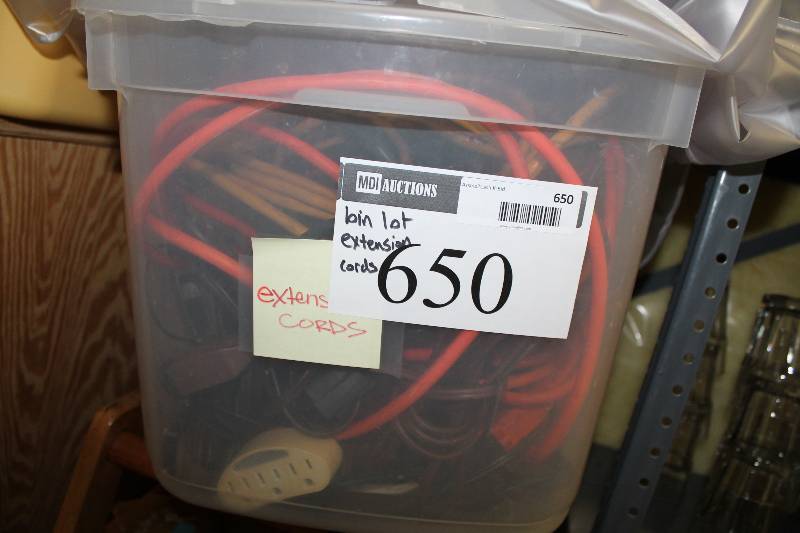 MDI AUCTIONS
650
bin lot
extension
cords
650
extens
CORDS